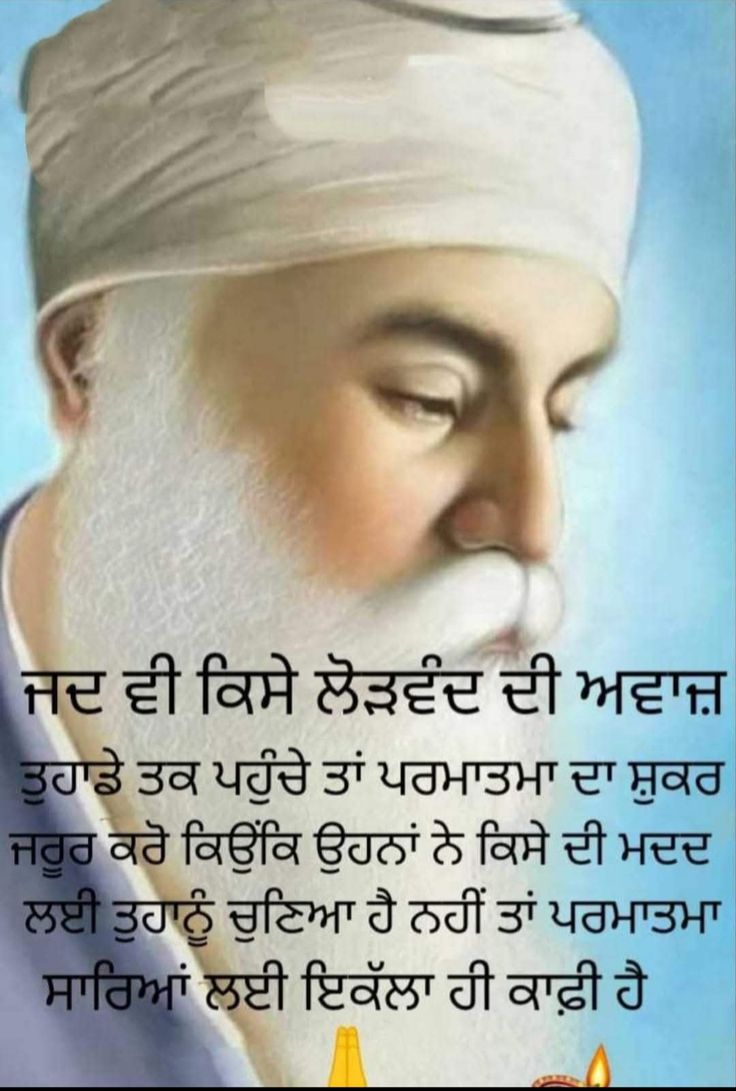 ਜਦ ਵੀ ਕਿਸੇ ਲੋੜਵੰਦ ਦੀ ਅਵਾਜ਼
ਤੁਹਾਡੇ ਤਕ ਪਹੁੰਚੇ ਤਾਂ ਪਰਮਾਤਮਾ ਦਾ ਸ਼ੁਕਰ
ਜਰੂਰ ਕਰੋ ਕਿਉਂਕਿ ਉਹਨਾਂ ਨੇ ਕਿਸੇ ਦੀ ਮਦਦ
ਲਈ ਤੁਹਾਨੂੰ ਚੁਣਿਆ ਹੈ ਨਹੀਂ ਤਾਂ ਪਰਮਾਤਮਾ
ਸਾਰਿਆਂ ਲਈ ਇਕੱਲਾ ਹੀ ਕਾਫ਼ੀ ਹੈ